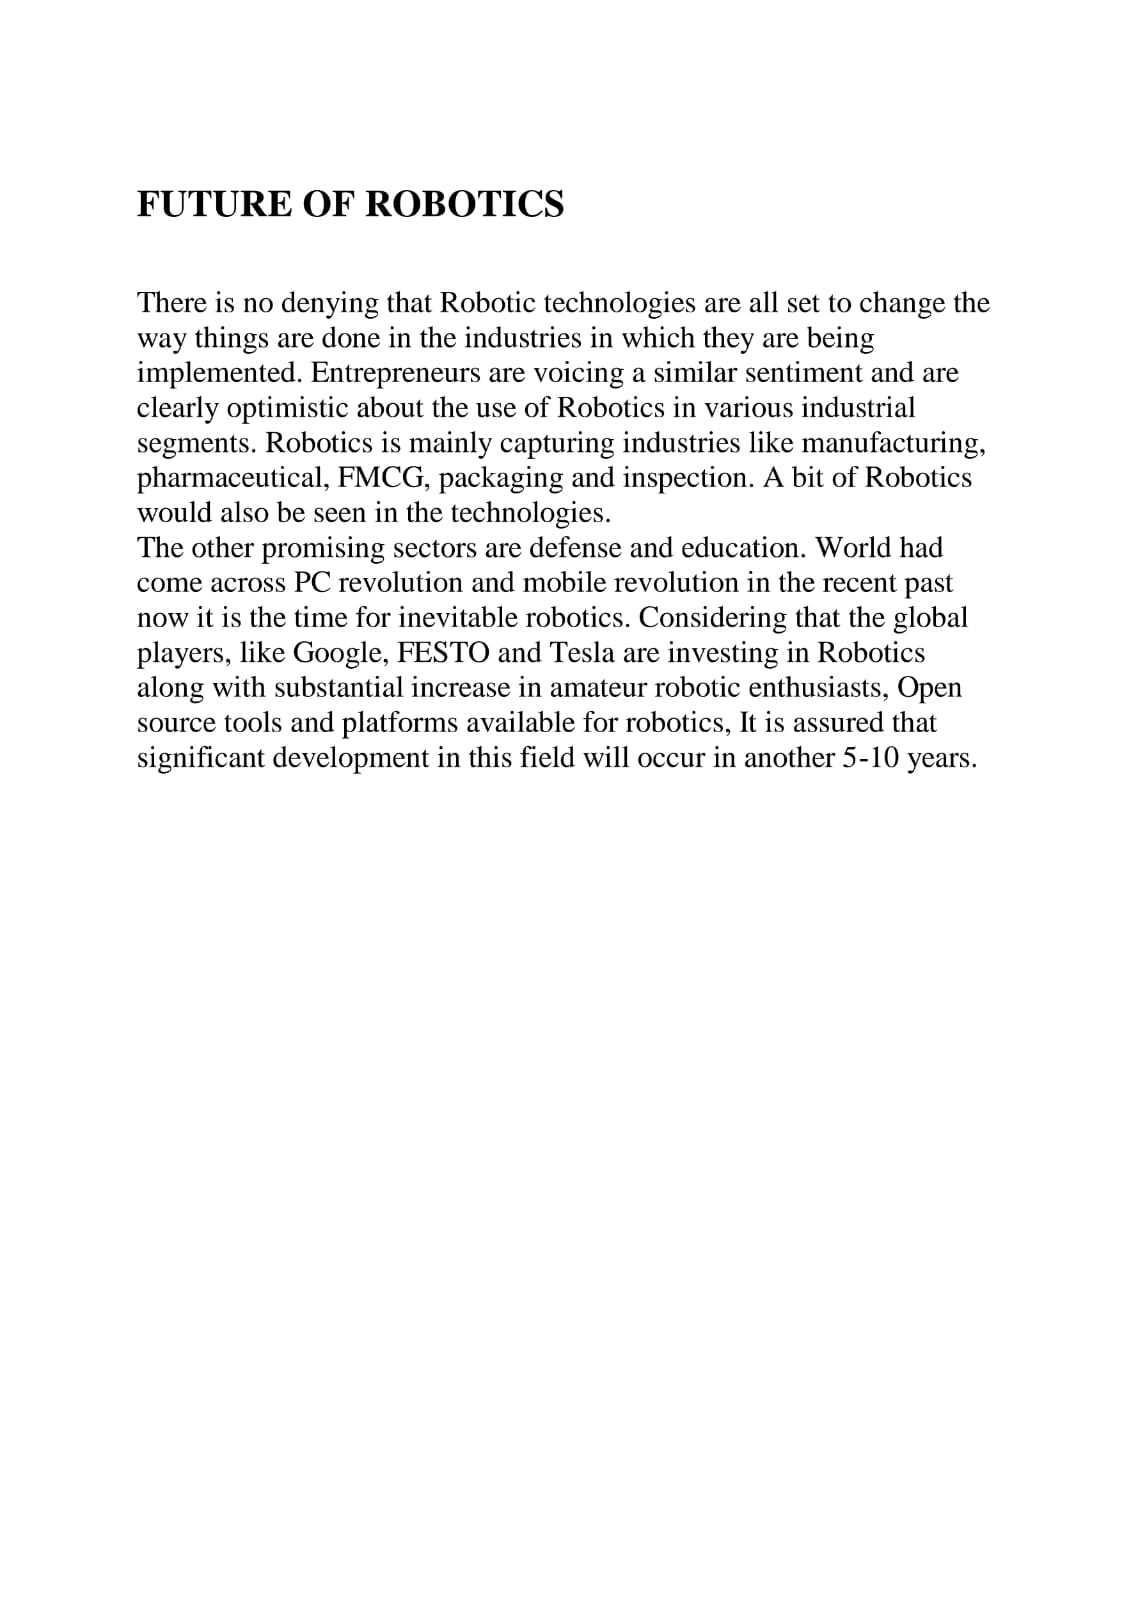 FUTURE OF ROBOTICS
There is no denying that Robotic technologies are all set to change the
way things are done in the industries in which they are being
implemented. Entrepreneurs are voicing a similar sentiment and are
clearly optimistic about the use of Robotics in various industrial
segments. Robotics is mainly capturing industries like manufacturing,
pharmaceutical, FMCG, packaging and inspection. A bit of Robotics
would also be seen in the technologies.
The other promising sectors are defense and education. World had
come across PC revolution and mobile revolution in the recent past
now it is the time for inevitable robotics. Considering that the global
players, like Google, FESTO and Tesla are investing in Robotics
along with substantial increase in amateur robotic enthusiasts, Open
source tools and platforms available for robotics, It is assured that
significant development in this field will occur in another 5-10 years.